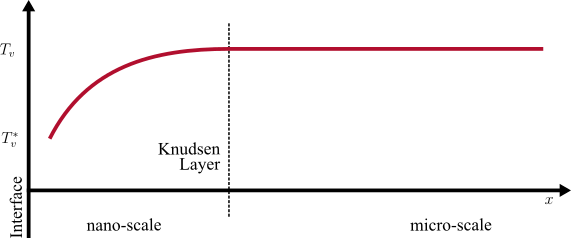 T_v
T_v^*
Knudsen
Layer
x
Interface
nano-scale
micro-scale